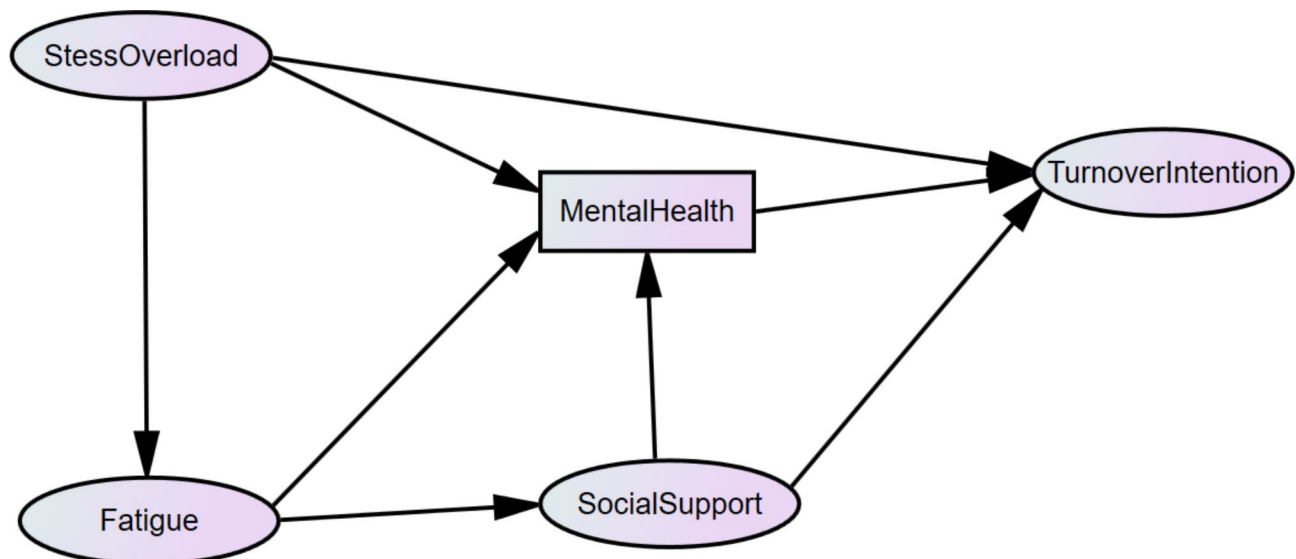 StessOverload
TurnoverIntention
MentalHealth
SocialSupport
Fatigue